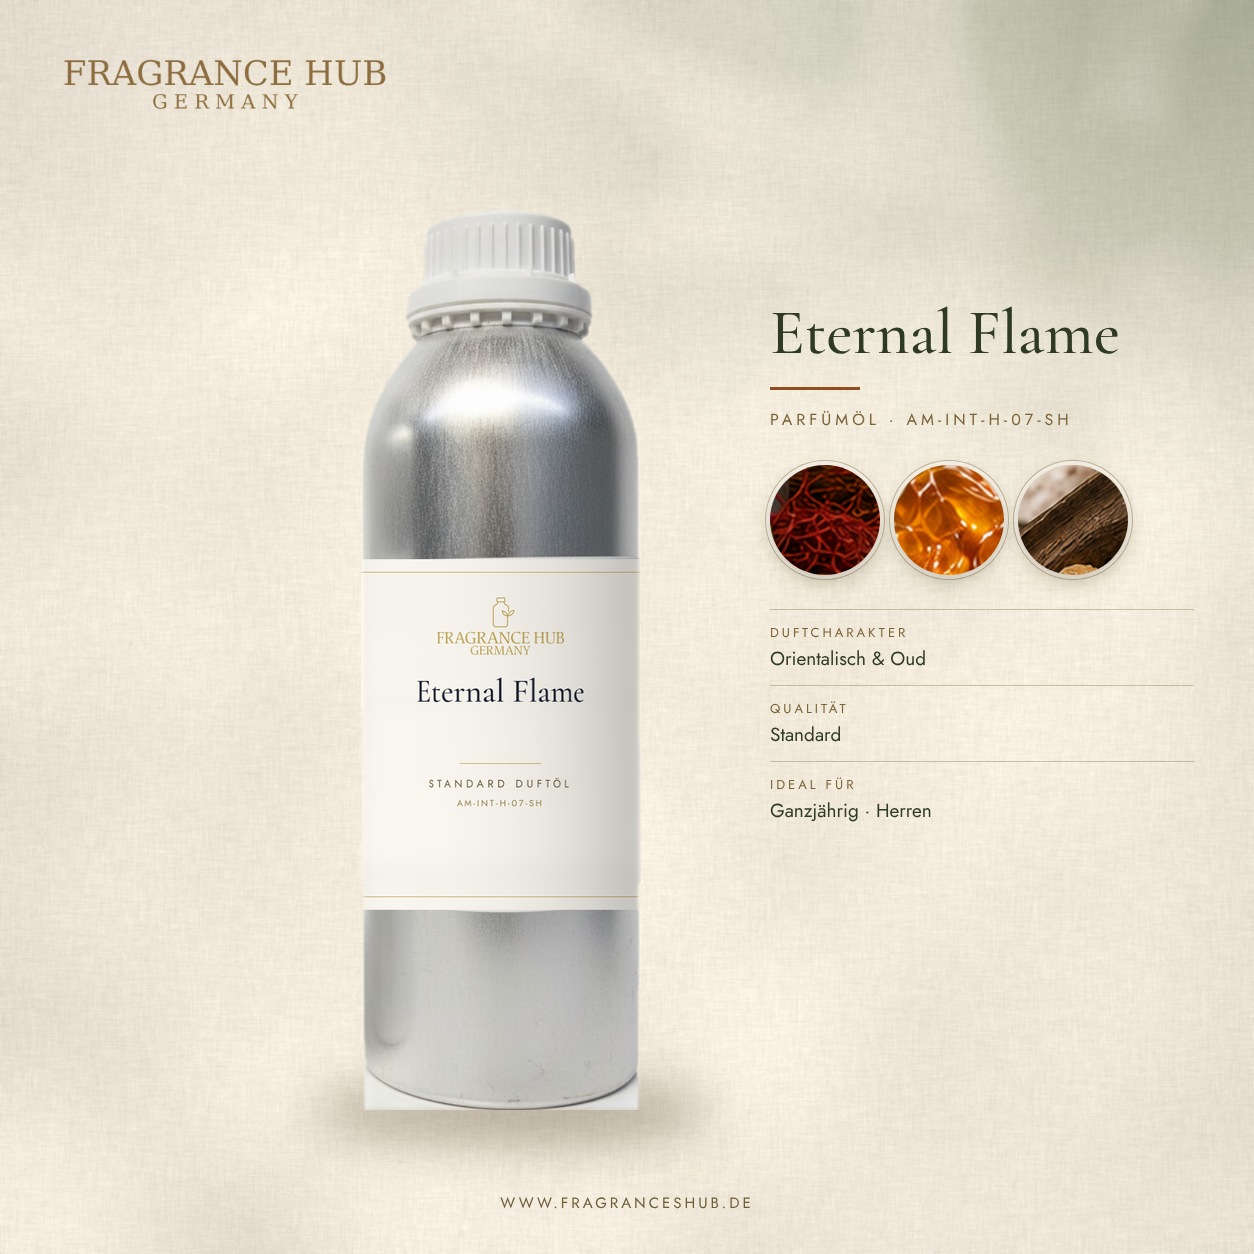 FRAGRANCE HUB
GERMANY
Eternal Flame
PARFÜMÖL · AM-INT-H-07-SH
DUFTCHARAKTER
Orientalisch & Oud
QUALITÄT
Standard
IDEAL FÜR
Ganzjährig · Herren
FRAGRANCE HUB
GERMANY
Eternal Flame
STANDARD DUFTÖL
AM-INT-H-07-SH
WWW.FRAGRANCESHUB.DE